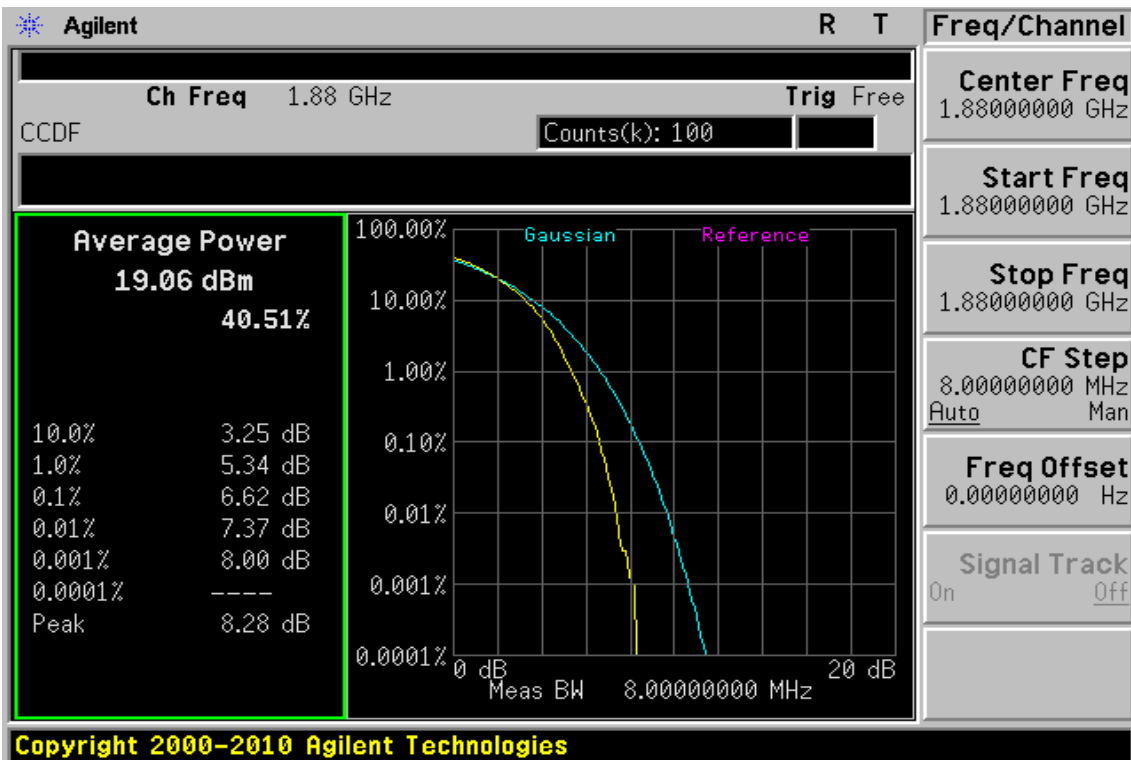 Agilent R T Freq/Channel
Ch Freq 1.88 GHz Trig Free
CCDF Counts(k): 100
Average Power
19.06 dBm
40.51%
10.0% 3.25 dB
1.0% 5.34 dB
0.1% 6.62 dB
0.01% 7.37 dB
0.001% 8.00 dB
0.0001% ----
Peak 8.28 dB
Gaussian Reference
100.00%
10.00%
1.00%
0.10%
0.01%
0.001%
0.0001%
0 dB 20 dB
Meas BW 8.00000000 MHz
Center Freq
1.88000000 GHz
Start Freq
1.88000000 GHz
Stop Freq
1.88000000 GHz
CF Step
8.00000000 MHz
Auto Man
Freq Offset
0.00000000 Hz
Signal Track
On Off
Copyright 2000-2010 Agilent Technologies